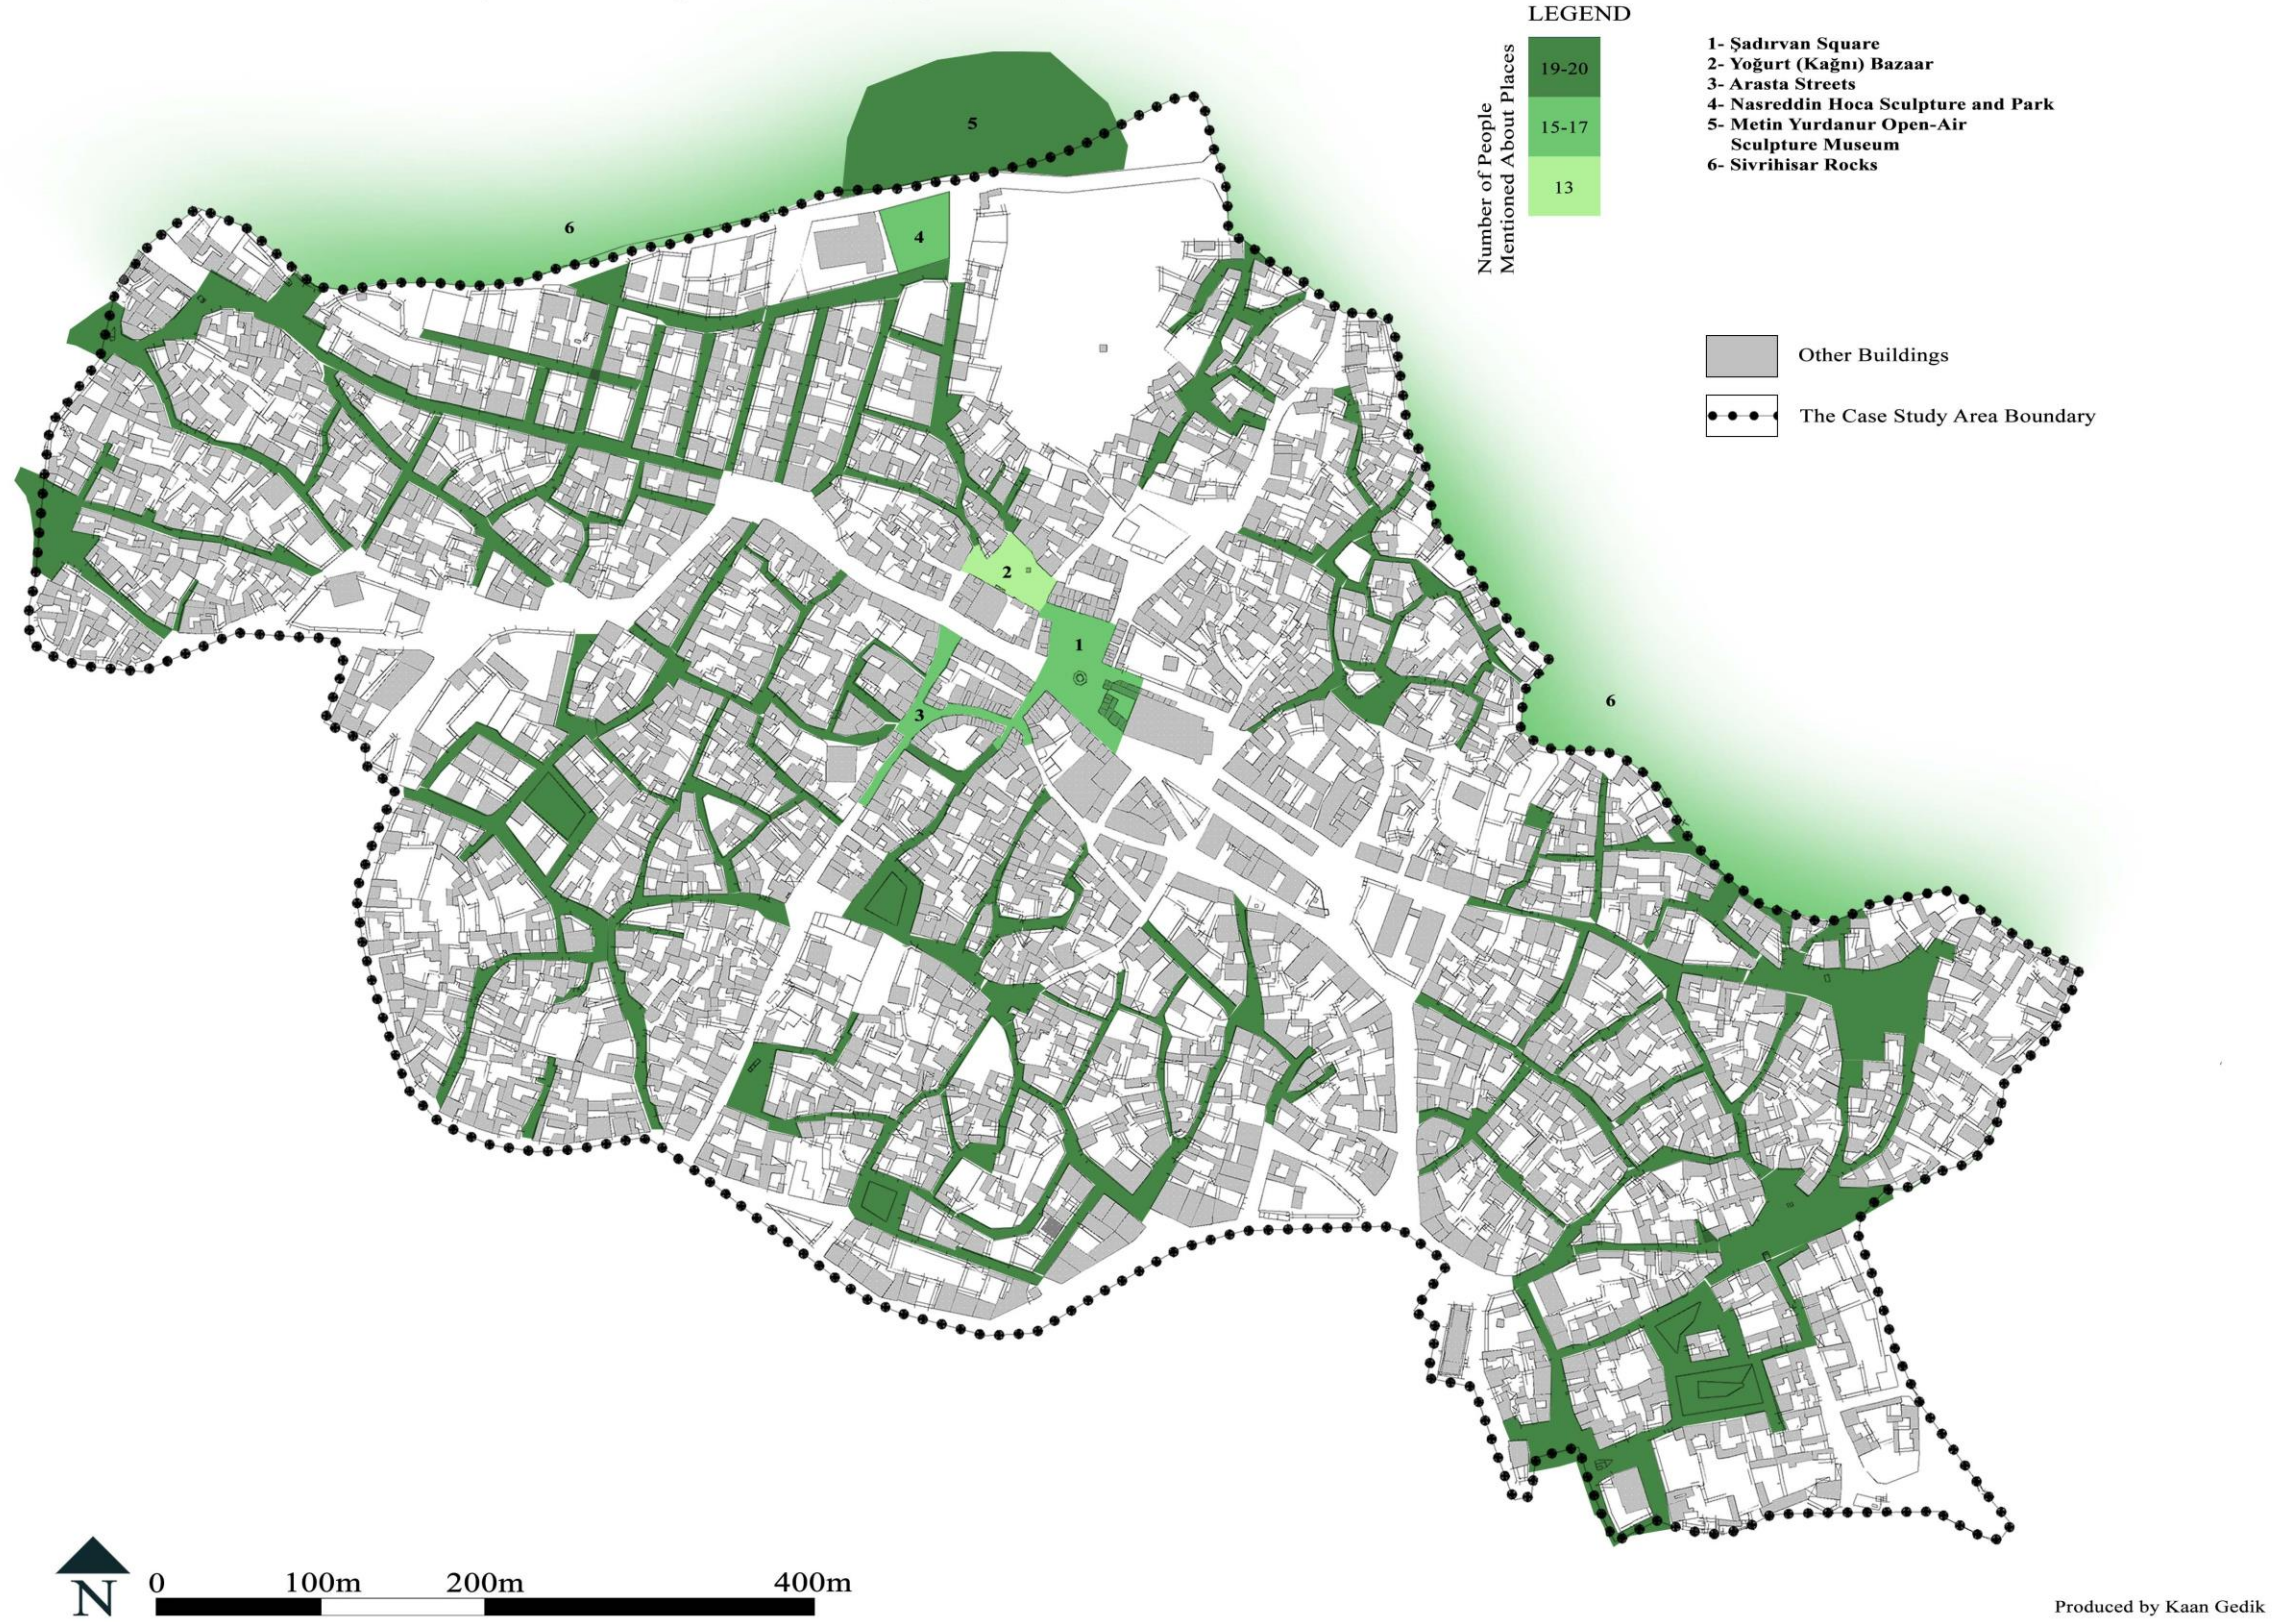 LEGEND
Number of People
Mentioned About Places
19-20
15-17
13
1- Şadırvan Square
2- Yoğurt (Kağnı) Bazaar
3- Arasta Streets
4- Nasreddin Hoca Sculpture and Park
5- Metin Yurdanur Open-Air
Sculpture Museum
6- Sivrihisar Rocks
Other Buildings
The Case Study Area Boundary
5
6
4
2
1
3
6
N
0 100m 200m 400m
Produced by Kaan Gedik